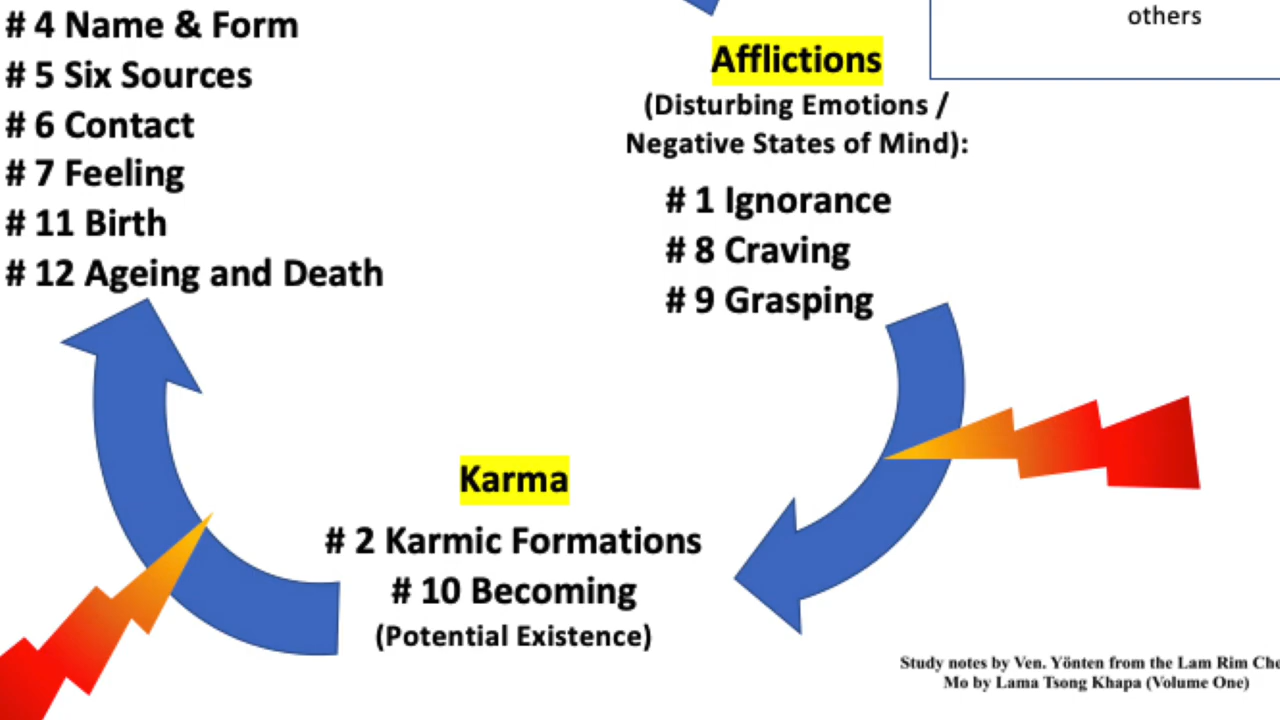 # 4 Name & Form
# 5 Six Sources
# 6 Contact
# 7 Feeling
# 11 Birth
# 12 Ageing and Death
others
Afflictions
(Disturbing Emotions /
Negative States of Mind):
# 1 Ignorance
# 8 Craving
# 9 Grasping
Karma
# 2 Karmic Formations
# 10 Becoming
(Potential Existence)
Study notes by Ven. Yönten from the Lam Rim Che
Mo by Lama Tsong Khapa (Volume One)